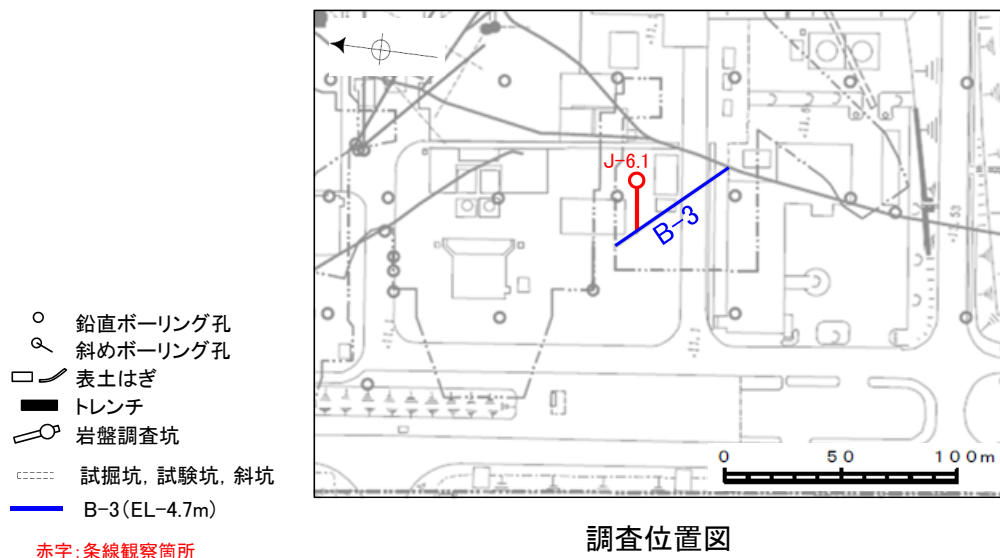 J-6.1
B-3
53
0 50 100m
鉛直ボーリング孔
斜めボーリング孔
表土はぎ
トレンチ
岩盤調査坑
試掘坑, 試験坑, 斜坑
B-3(EL-4.7m)
赤字:条線観察箇所
調査位置図